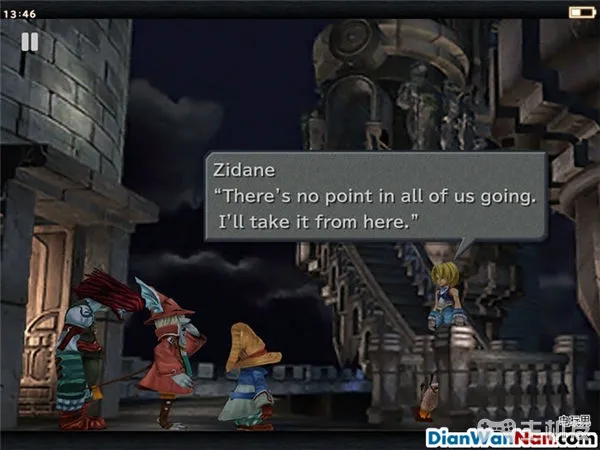 13:46
Zidane
“There's no point in all of us going.
I'll take it from here.”
DianWanNan.com